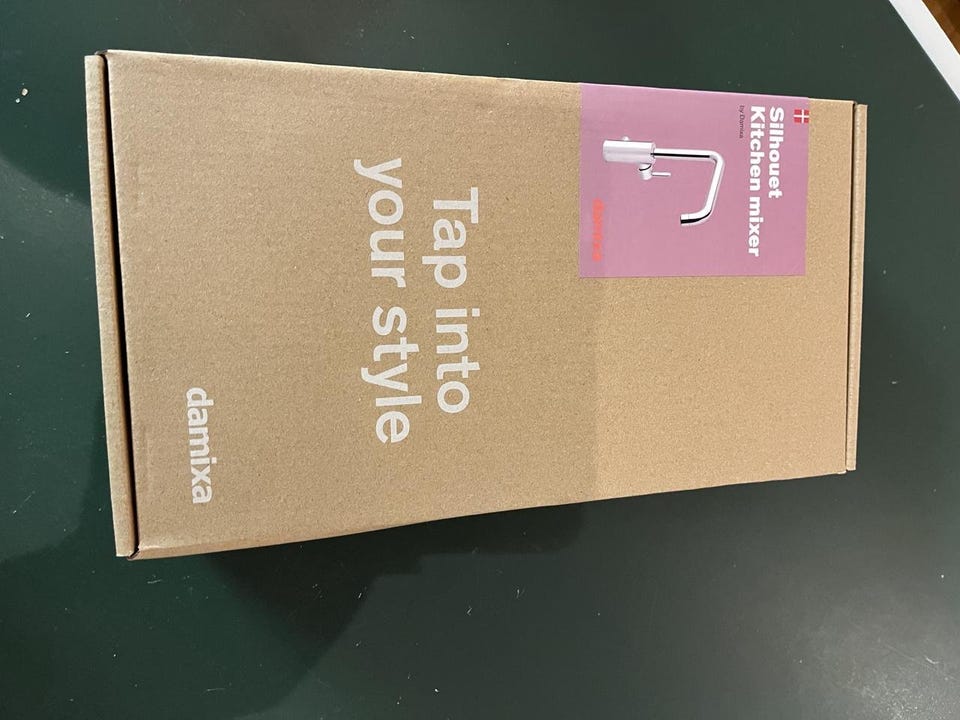 Silhouet
Kitchen mixer
by Damixa
damixa
Tap into
your style
damixa